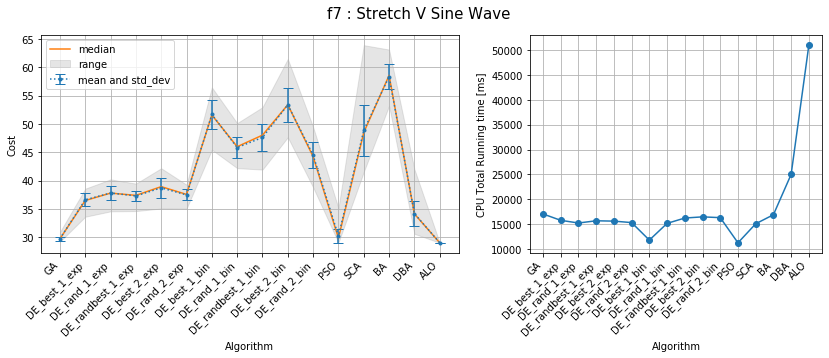 f7 : Stretch V Sine Wave
65
60
55
50
45
40
35
30
Cost
median
range
mean and std_dev
GA
DE_best_1_exp
DE_rand_1_exp
DE_randbest_1_exp
DE_best_2_exp
DE_rand_2_exp
DE_best_1_bin
DE_rand_1_bin
DE_randbest_1_bin
DE_best_2_bin
DE_rand_2_bin
PSO
SCA
BA
DBA
ALO
Algorithm
50000
45000
40000
35000
30000
25000
20000
15000
10000
CPU Total Running time [ms]
GA
DE_best_1_exp
DE_rand_1_exp
DE_randbest_1_exp
DE_best_2_exp
DE_rand_2_exp
DE_best_1_bin
DE_rand_1_bin
DE_randbest_1_bin
DE_best_2_bin
DE_rand_2_bin
PSO
SCA
BA
DBA
ALO
Algorithm